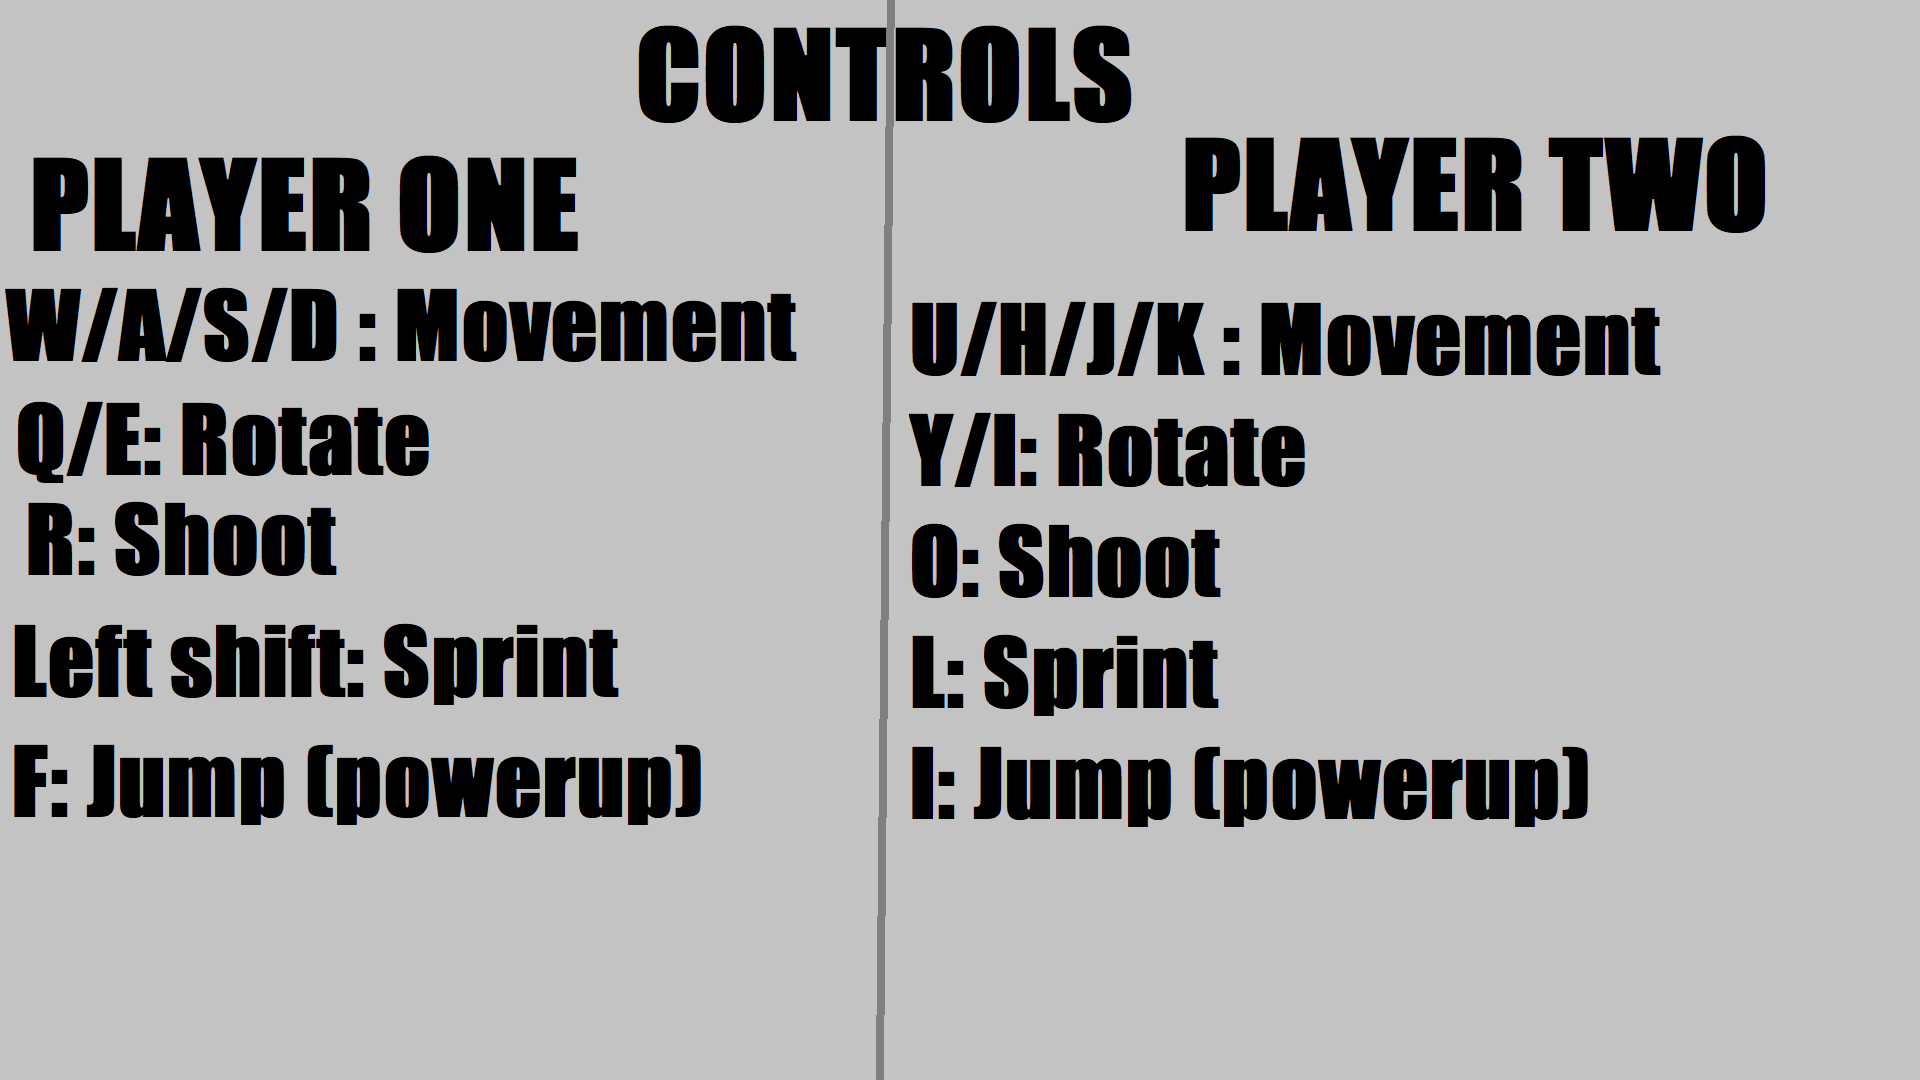 CONTROLS
PLAYER ONE
W/A/S/D : Movement
Q/E: Rotate
R: Shoot
Left shift: Sprint
F: Jump (powerup)
PLAYER TWO
U/H/J/K : Movement
Y/I: Rotate
O: Shoot
L: Sprint
I: Jump (powerup)